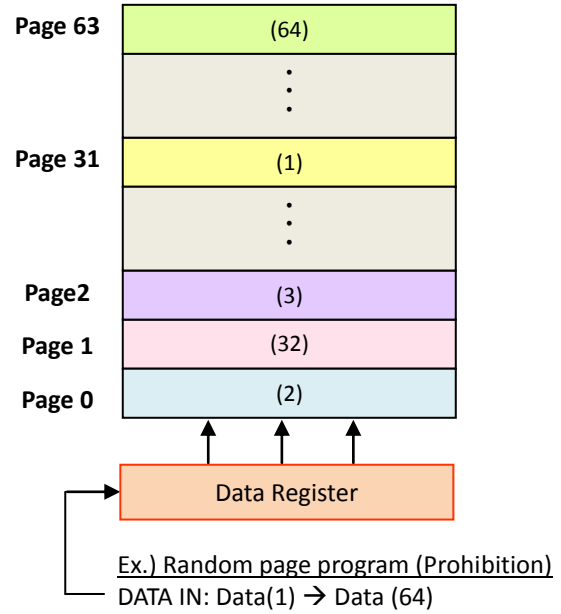 Page 63 (64)
Page 31 (1)
Page2 (3)
Page 1 (32)
Page 0 (2)
Data Register
Ex.) Random page program (Prohibition)
DATA IN: Data(1) → Data (64)